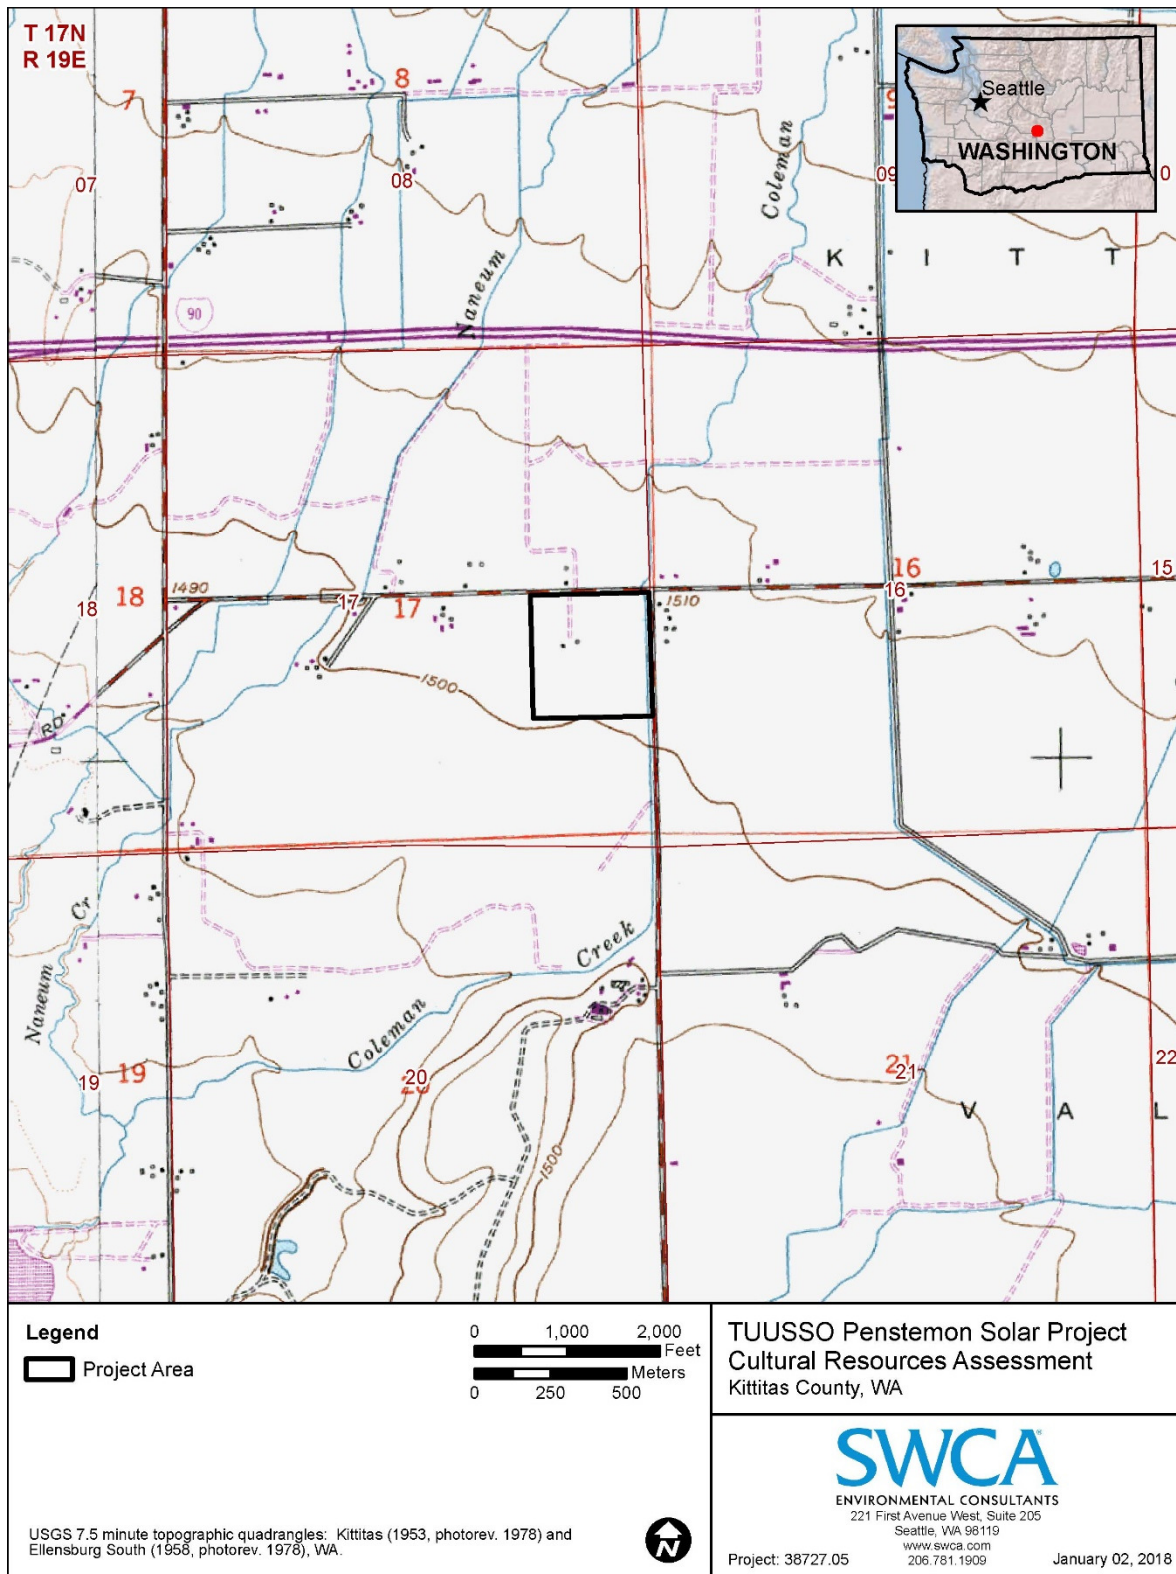 T 17N
R 19E
7
8
9
Seattle
WASHINGTON
07
08
09
0
Coleman
K I T T
Naneum
90
18
1490
17
17
18
1510
16
16
15
1500
RD
Naneum Cr
Coleman Creek
19
19
20
20
21
21
22
1500
V A L
Legend
Project Area
0 1,000 2,000
Feet
Meters
0 250 500
USGS 7.5 minute topographic quadrangles: Kittitas (1953, photorev. 1978) and
Ellensburg South (1958, photorev. 1978), WA.
N
TUUSSO Penstemon Solar Project
Cultural Resources Assessment
Kittitas County, WA
SWCA
ENVIRONMENTAL CONSULTANTS
221 First Avenue West, Suite 205
Seattle, WA 98119
www.swca.com
206.781.1909
Project: 38727.05
January 02, 2018